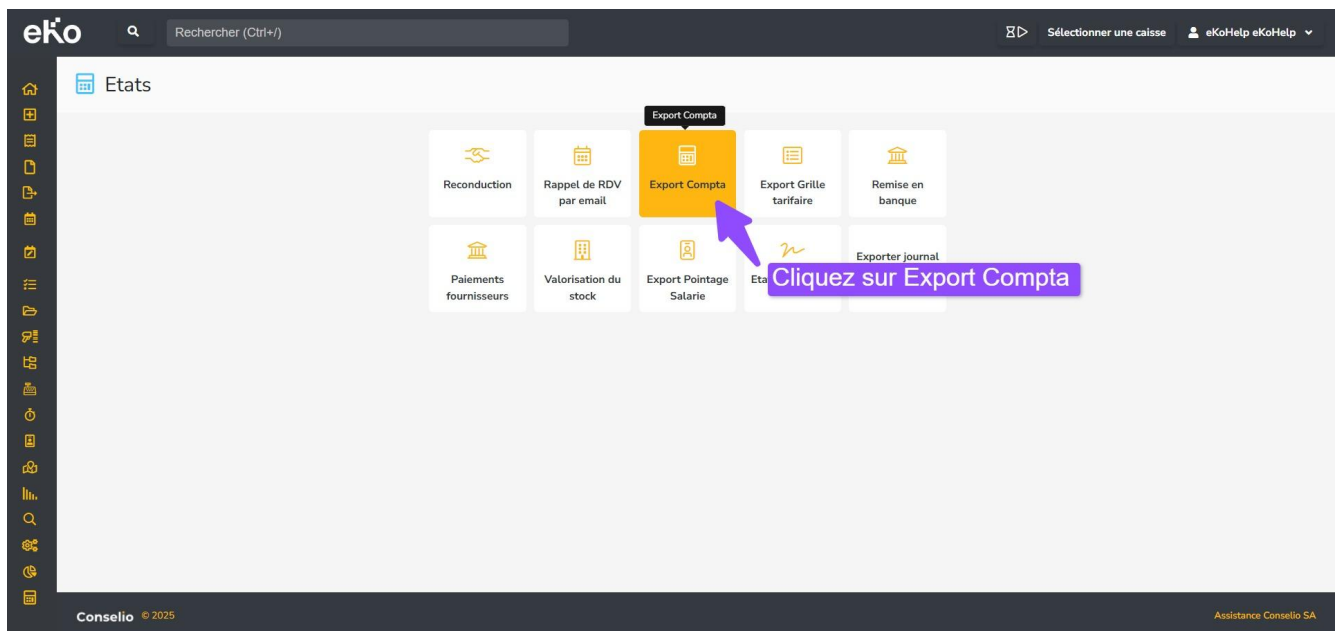 eKo
Rechercher (Ctrl+/)
Sélectionner une caisse
eKoHelp eKoHelp
Etats
Export Compta
Reconduction
Rappel de RDV
par email
Export Compta
Export Grille
tarifaire
Remise en
banque
Paiements
fournisseurs
Valorisation du
stock
Export Pointage
Salarie
Exporter journal
Cliquez sur Export Compta
Conselio © 2025
Assistance Conselio SA